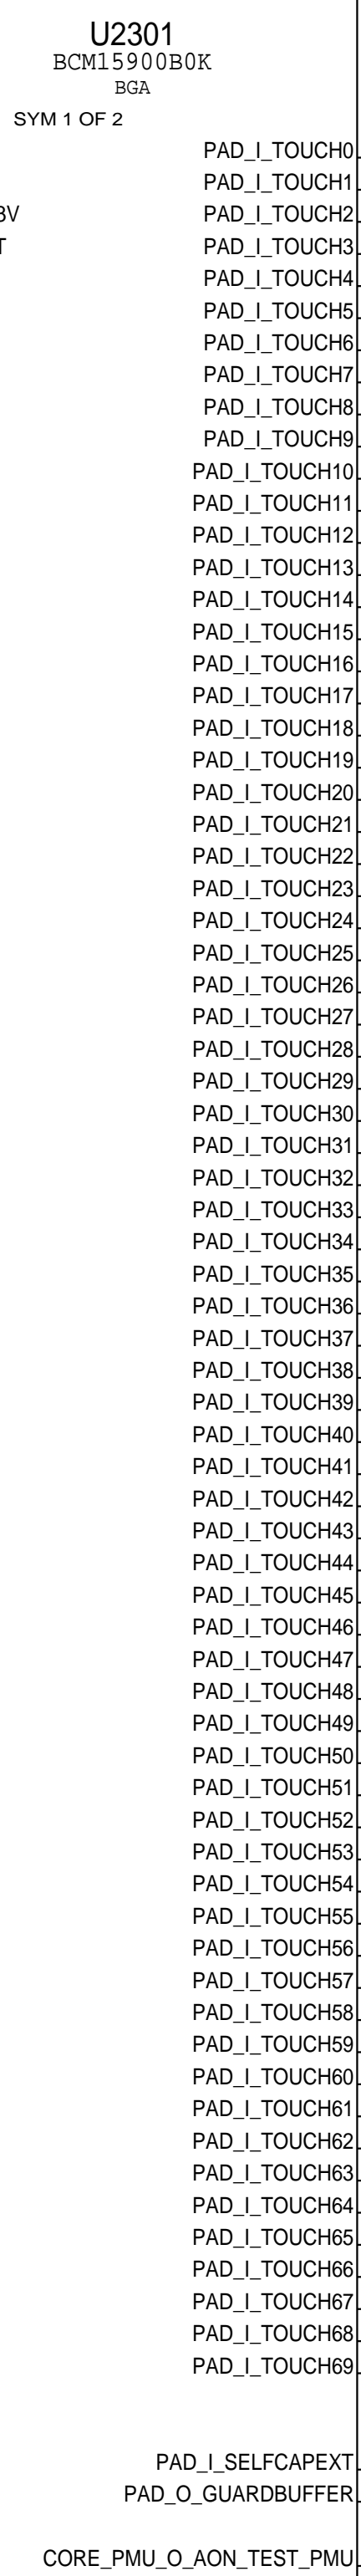 U2301
BCM15900B0K
BGA
SYM 1 OF 2
PAD_I_TOUCH0
PAD_I_TOUCH1
PAD_I_TOUCH2
PAD_I_TOUCH3
PAD_I_TOUCH4
PAD_I_TOUCH5
PAD_I_TOUCH6
PAD_I_TOUCH7
PAD_I_TOUCH8
PAD_I_TOUCH9
PAD_I_TOUCH10
PAD_I_TOUCH11
PAD_I_TOUCH12
PAD_I_TOUCH13
PAD_I_TOUCH14
PAD_I_TOUCH15
PAD_I_TOUCH16
PAD_I_TOUCH17
PAD_I_TOUCH18
PAD_I_TOUCH19
PAD_I_TOUCH20
PAD_I_TOUCH21
PAD_I_TOUCH22
PAD_I_TOUCH23
PAD_I_TOUCH24
PAD_I_TOUCH25
PAD_I_TOUCH26
PAD_I_TOUCH27
PAD_I_TOUCH28
PAD_I_TOUCH29
PAD_I_TOUCH30
PAD_I_TOUCH31
PAD_I_TOUCH32
PAD_I_TOUCH33
PAD_I_TOUCH34
PAD_I_TOUCH35
PAD_I_TOUCH36
PAD_I_TOUCH37
PAD_I_TOUCH38
PAD_I_TOUCH39
PAD_I_TOUCH40
PAD_I_TOUCH41
PAD_I_TOUCH42
PAD_I_TOUCH43
PAD_I_TOUCH44
PAD_I_TOUCH45
PAD_I_TOUCH46
PAD_I_TOUCH47
PAD_I_TOUCH48
PAD_I_TOUCH49
PAD_I_TOUCH50
PAD_I_TOUCH51
PAD_I_TOUCH52
PAD_I_TOUCH53
PAD_I_TOUCH54
PAD_I_TOUCH55
PAD_I_TOUCH56
PAD_I_TOUCH57
PAD_I_TOUCH58
PAD_I_TOUCH59
PAD_I_TOUCH60
PAD_I_TOUCH61
PAD_I_TOUCH62
PAD_I_TOUCH63
PAD_I_TOUCH64
PAD_I_TOUCH65
PAD_I_TOUCH66
PAD_I_TOUCH67
PAD_I_TOUCH68
PAD_I_TOUCH69
PAD_I_SELFCAPEXT
PAD_O_GUARDBUFFER
CORE_PMU_O_AON_TEST_PMU